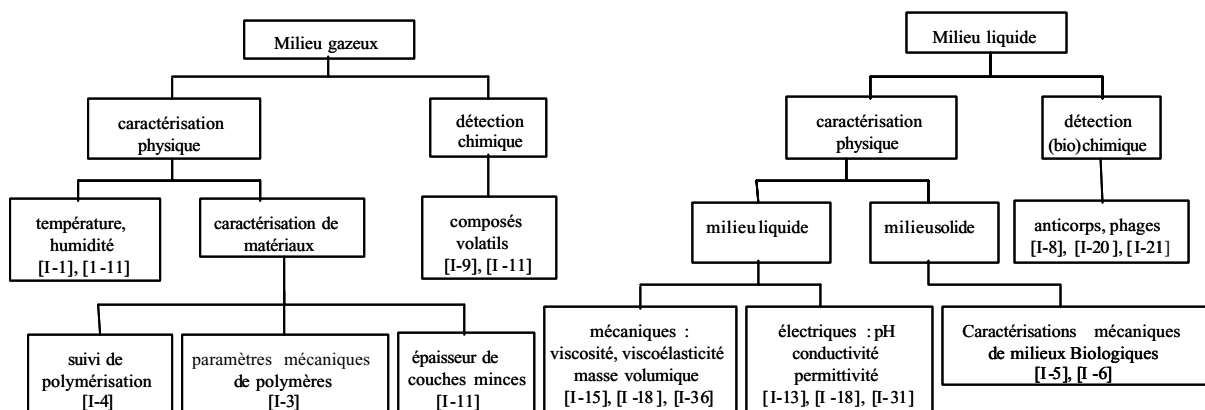 Milieu gazeux
caractérisation
physique
détection
chimique
température,
humidité
[I-1], [1-11]
caractérisation de
matériaux
composés
volatils
[I-9], [I-11]
suivi de
polymérisation
[I-4]
paramètres mécaniques
de polymères
[I-3]
épaisseur de
couches minces
[I-11]
Milieu liquide
caractérisation
physique
détection
(bio)chimique
milieu liquide
milieu solide
anticorps, phages
[I-8], [I-20], [I-21]
mécaniques :
viscosité, viscoélasticité
masse volumique
[I-15], [I-18], [I-36]
électriques : pH
conductivité
permittivité
[I-13], [I-18], [I-31]
Caractérisations mécaniques
de milieux Biologiques
[I-5], [I-6]